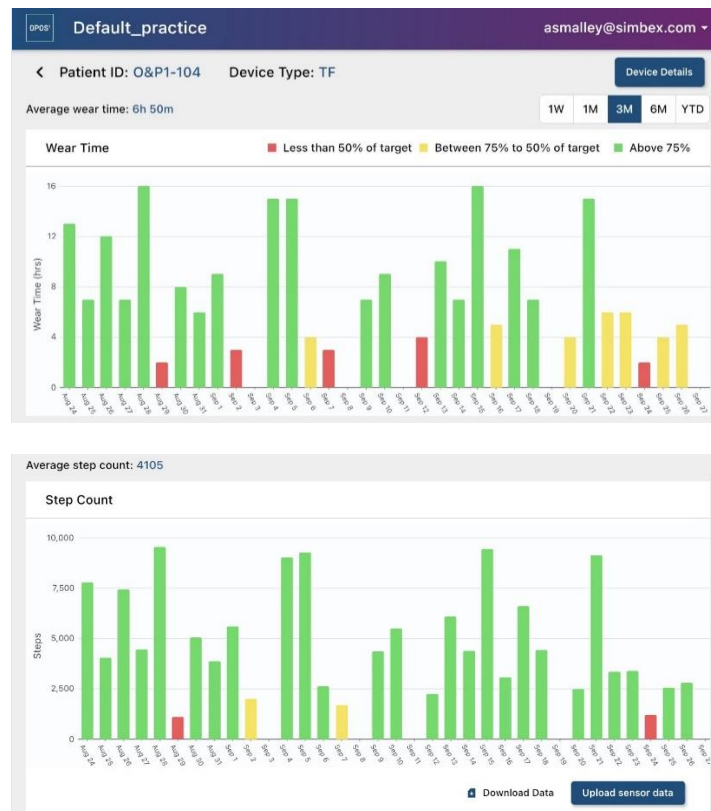 OPOS' Default_practice asmalley@simbex.com
Patient ID: O&P1-104 Device Type: TF Device Details
Average wear time: 6h 50m 1W 1M 3M 6M YTD
Wear Time Less than 50% of target Between 75% to 50% of target Above 75%
16
12
8
4
0
Wear Time (hrs)
Aug 24 Aug 25 Aug 26 Aug 27 Aug 28 Aug 29 Aug 30 Aug 31 Sep 1 Sep 2 Sep 3 Sep 4 Sep 5 Sep 6 Sep 7 Sep 8 Sep 9 Sep 10 Sep 11 Sep 12 Sep 13 Sep 14 Sep 15 Sep 16 Sep 17 Sep 18 Sep 19 Sep 20 Sep 21 Sep 22 Sep 23 Sep 24 Sep 25 Sep 26 Sep 27
Average step count: 4105
Step Count
10,000
7,500
5,000
2,500
0
Steps
Aug 24 Aug 25 Aug 26 Aug 27 Aug 28 Aug 29 Aug 30 Aug 31 Sep 1 Sep 2 Sep 3 Sep 4 Sep 5 Sep 6 Sep 7 Sep 8 Sep 9 Sep 10 Sep 11 Sep 12 Sep 13 Sep 14 Sep 15 Sep 16 Sep 17 Sep 18 Sep 19 Sep 20 Sep 21 Sep 22 Sep 23 Sep 24 Sep 25 Sep 26
Download Data Upload sensor data